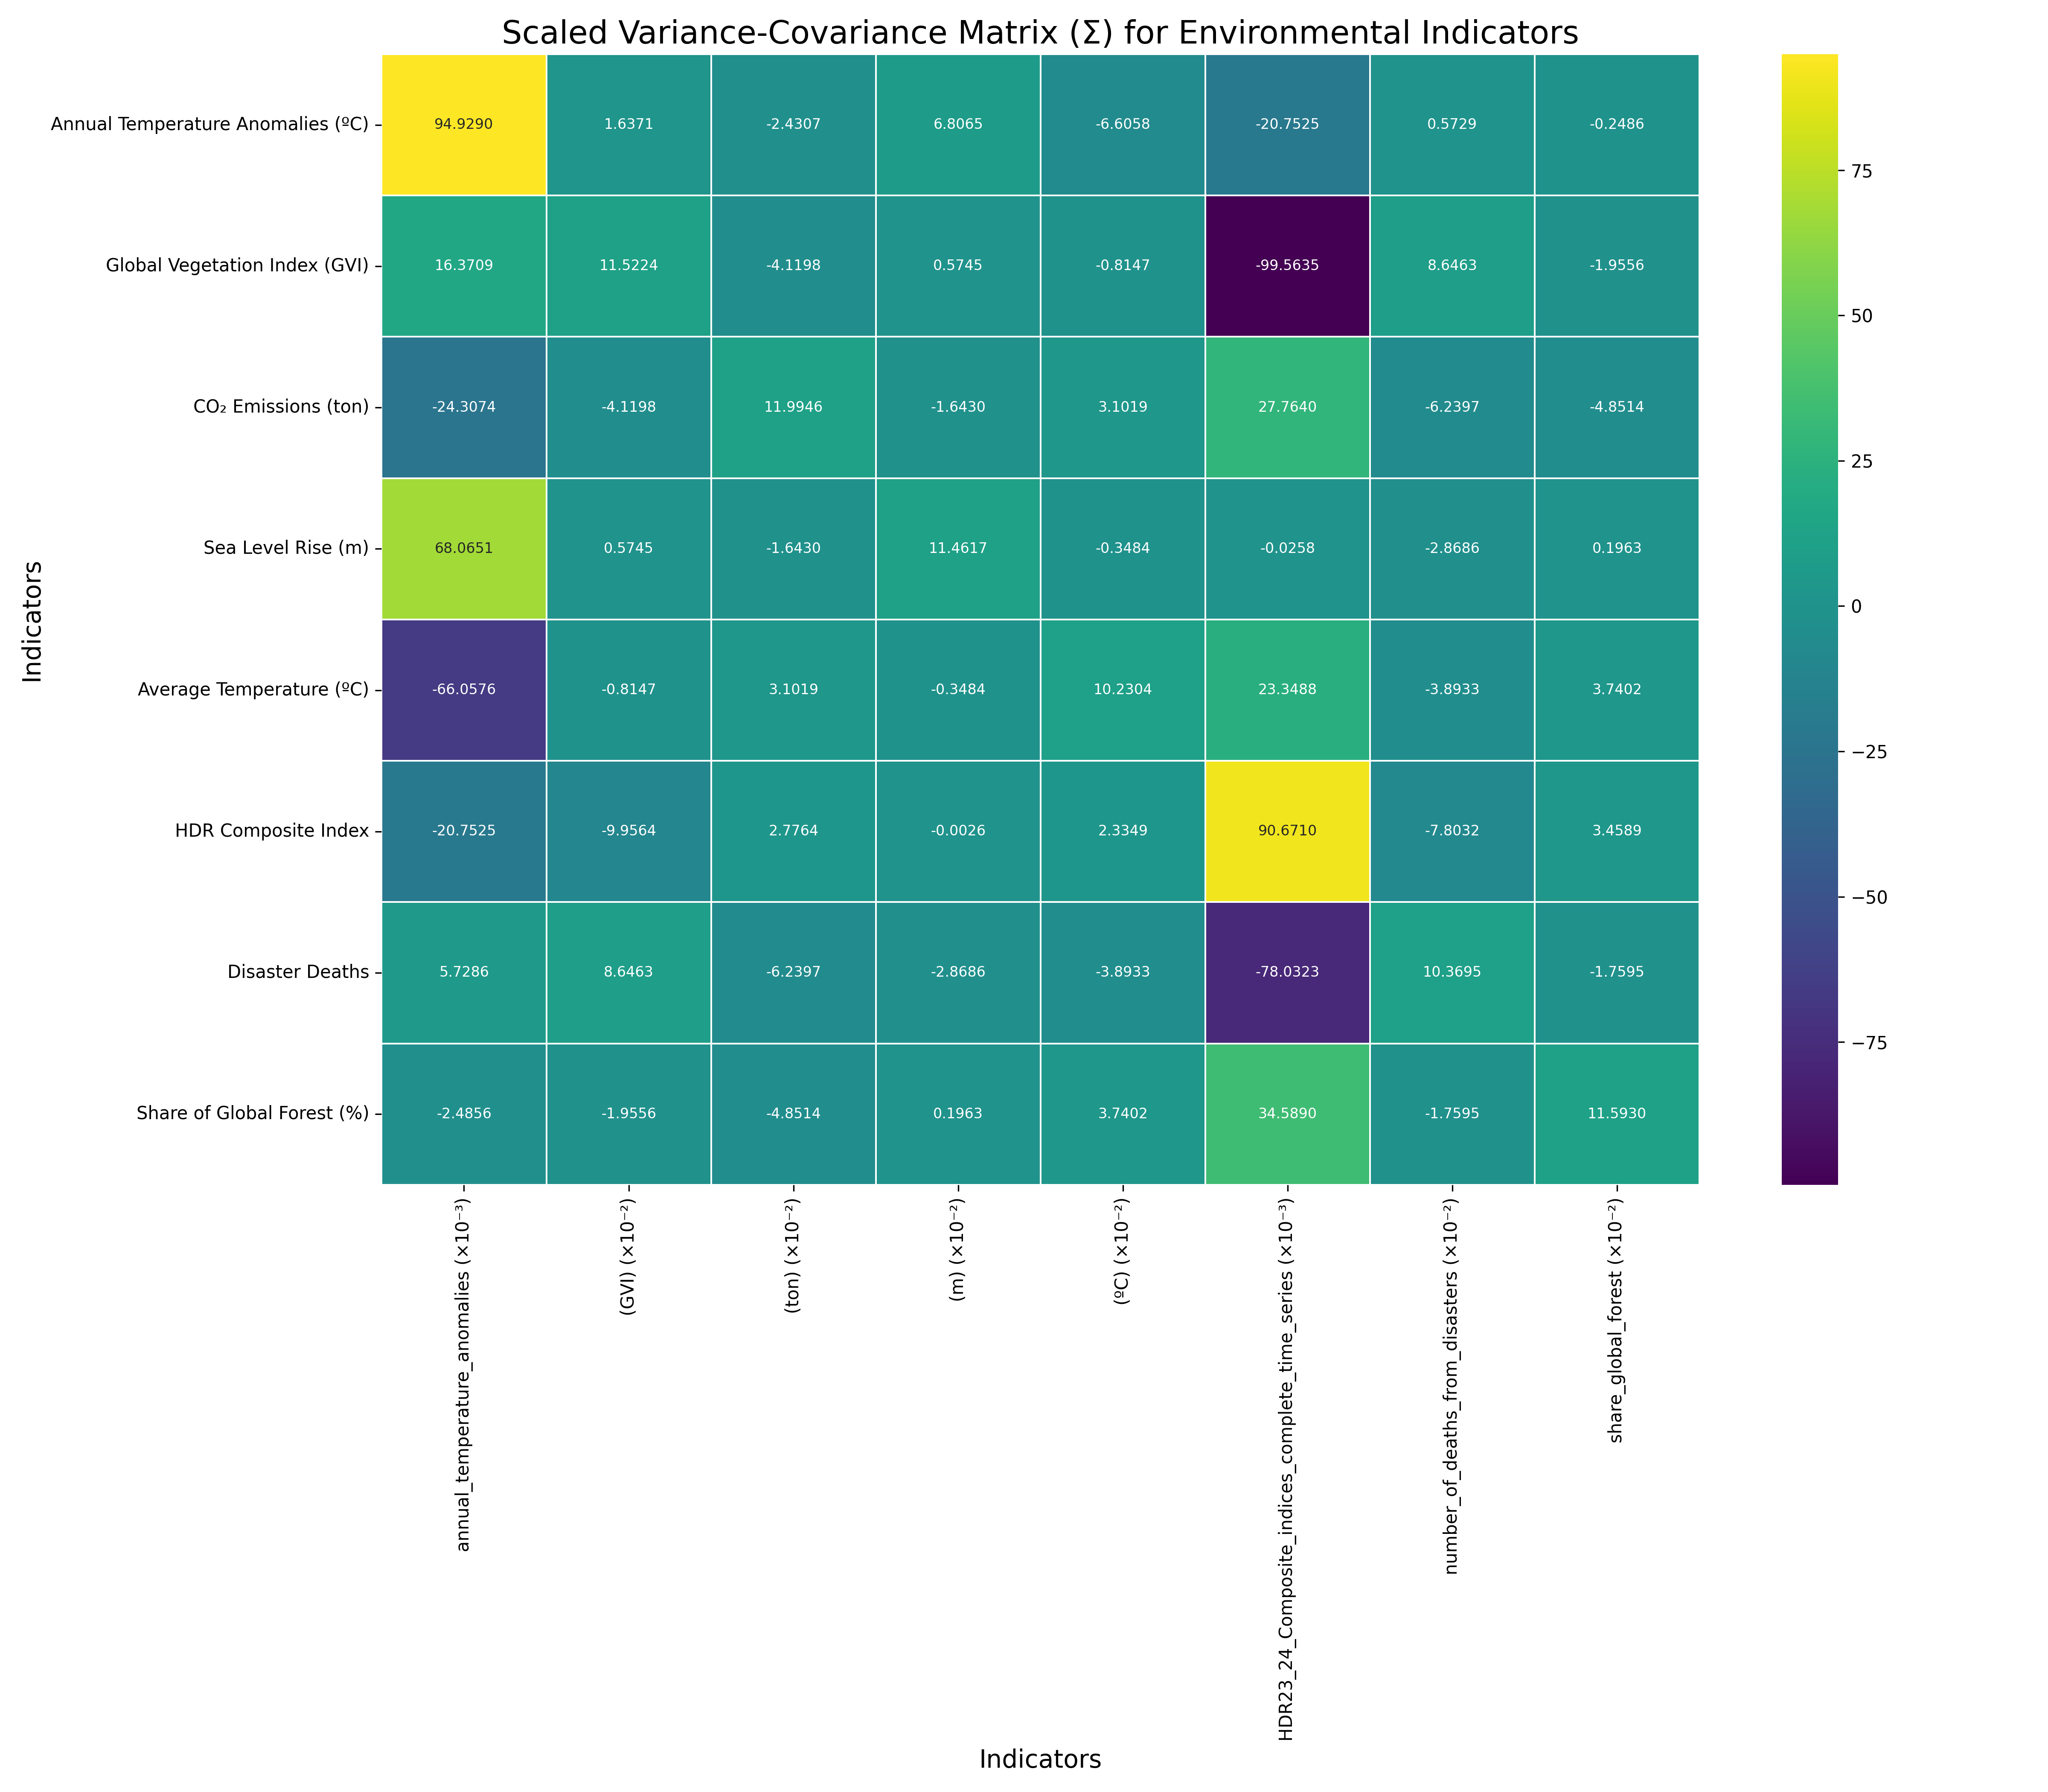 Scaled Variance-Covariance Matrix (Σ) for Environmental Indicators
Indicators
Annual Temperature Anomalies (ºC) 94.9290 1.6371 -2.4307 6.8065 -6.6058 -20.7525 0.5729 -0.2486
Global Vegetation Index (GVI) 16.3709 11.5224 -4.1198 0.5745 -0.8147 -99.5635 8.6463 -1.9556
CO₂ Emissions (ton) -24.3074 -4.1198 11.9946 -1.6430 3.1019 27.7640 -6.2397 -4.8514
Sea Level Rise (m) 68.0651 0.5745 -1.6430 11.4617 -0.3484 -0.0258 -2.8686 0.1963
Average Temperature (ºC) -66.0576 -0.8147 3.1019 -0.3484 10.2304 23.3488 -3.8933 3.7402
HDR Composite Index -20.7525 -9.9564 2.7764 -0.0026 2.3349 90.6710 -7.8032 3.4589
Disaster Deaths 5.7286 8.6463 -6.2397 -2.8686 -3.8933 -78.0323 10.3695 -1.7595
Share of Global Forest (%) -2.4856 -1.9556 -4.8514 0.1963 3.7402 34.5890 -1.7595 11.5930
annual_temperature_anomalies (×10⁻³)
(GVI) (×10⁻²)
(ton) (×10⁻²)
(m) (×10⁻²)
(ºC) (×10⁻²)
HDR23_24_Composite_indices_complete_time_series (×10⁻³)
number_of_deaths_from_disasters (×10⁻²)
share_global_forest (×10⁻²)
Indicators
75
50
25
0
−25
−50
−75